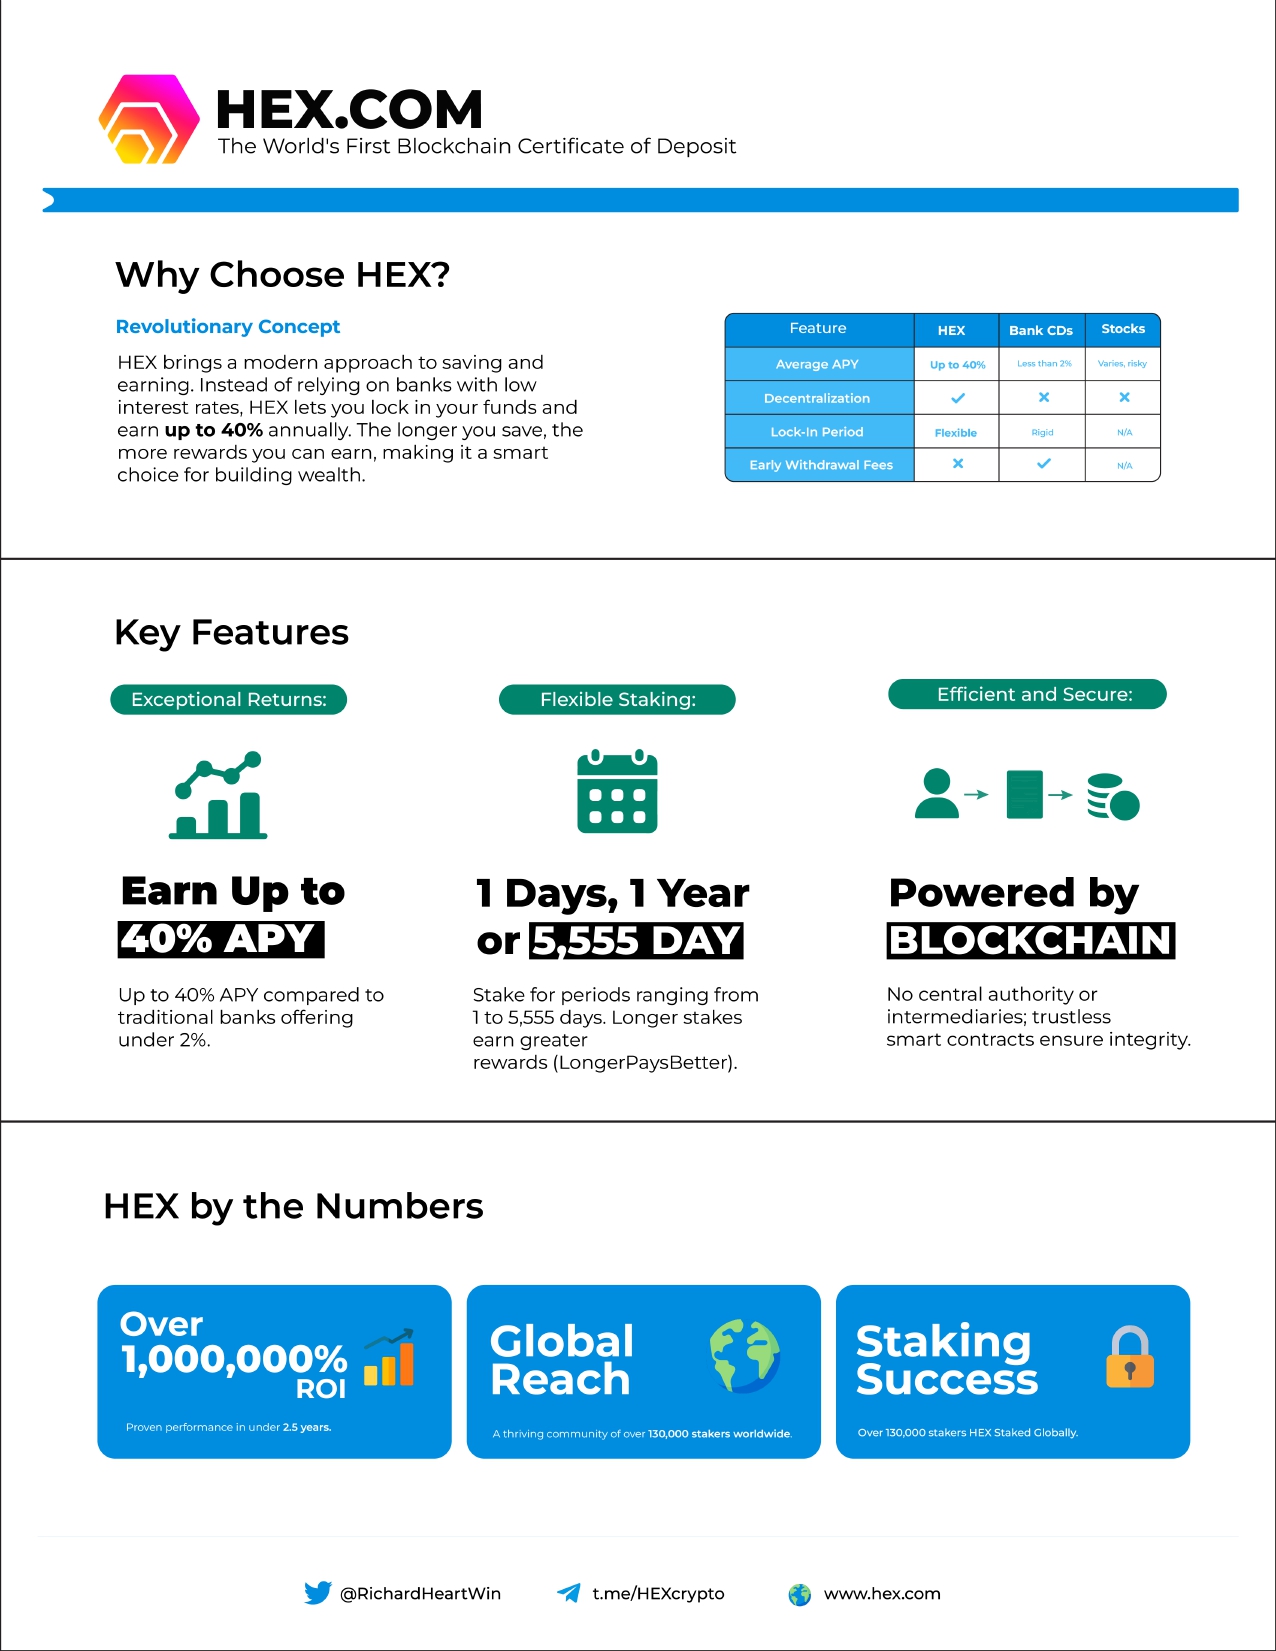 HEX.COM
The World's First Blockchain Certificate of Deposit
Why Choose HEX?
Revolutionary Concept
HEX brings a modern approach to saving and
earning. Instead of relying on banks with low
interest rates, HEX lets you lock in your funds and
earn up to 40% annually. The longer you save, the
more rewards you can earn, making it a smart
choice for building wealth.
Feature HEX Bank CDs Stocks
Average APY Up to 40% Less than 2% Varies, risky
Decentralization
Lock-In Period Flexible Rigid N/A
Early Withdrawal Fees N/A
Key Features
Exceptional Returns:
Earn Up to
40% APY
Up to 40% APY compared to
traditional banks offering
under 2%.
Flexible Staking:
1 Days, 1 Year
or 5,555 DAY
Stake for periods ranging from
1 to 5,555 days. Longer stakes
earn greater
rewards (LongerPaysBetter).
Efficient and Secure:
Powered by
BLOCKCHAIN
No central authority or
intermediaries; trustless
smart contracts ensure integrity.
HEX by the Numbers
Over
1,000,000%
ROI
Proven performance in under 2.5 years.
Global
Reach
A thriving community of over 130,000 stakers worldwide.
Staking
Success
Over 130,000 stakers HEX Staked Globally.
@RichardHeartWin
t.me/HEXcrypto
www.hex.com